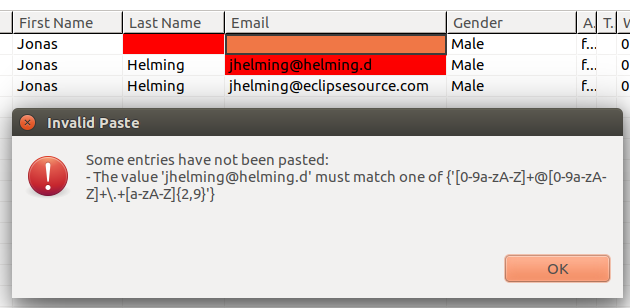 First Name Last Name Email Gender A. T. W
Jonas Male f... 0
Jonas Helming jhelming@helming.d Male f... 0
Jonas Helming jhelming@eclipsesource.com Male f... 0
Invalid Paste
Some entries have not been pasted:
- The value 'jhelming@helming.d' must match one of {'[0-9a-zA-Z]+@[0-9a-zA-
Z]+\.+[a-zA-Z]{2,9}'}
OK